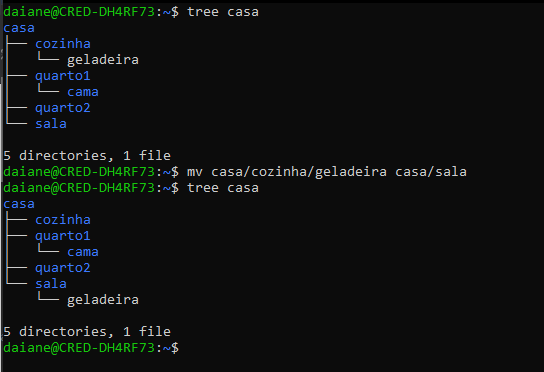 daiane@CRED-DH4RF73:~$ tree casa
casa
├── cozinha
│   └── geladeira
├── quarto1
│   └── cama
├── quarto2
└── sala

5 directories, 1 file
daiane@CRED-DH4RF73:~$ mv casa/cozinha/geladeira casa/sala
daiane@CRED-DH4RF73:~$ tree casa
casa
├── cozinha
├── quarto1
│   └── cama
├── quarto2
└── sala
    └── geladeira

5 directories, 1 file
daiane@CRED-DH4RF73:~$